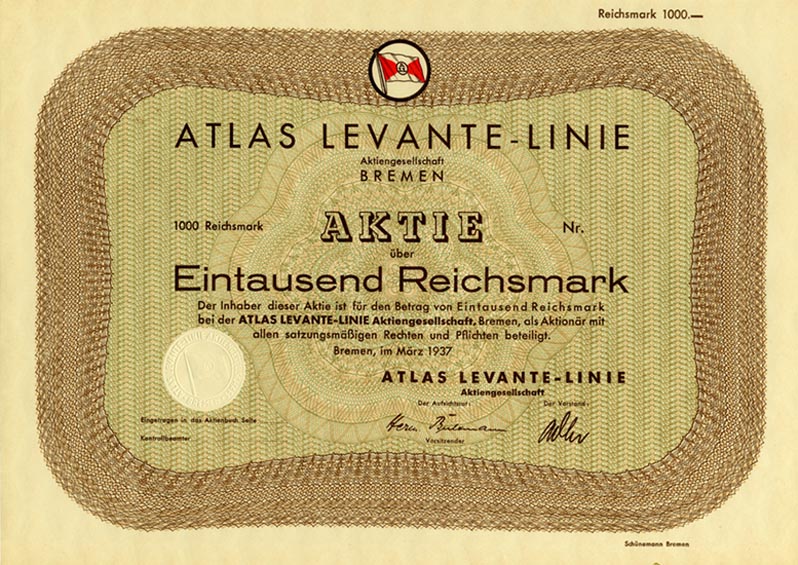 Reichsmark 1000.—
ATLAS LEVANTE-LINIE
Aktiengesellschaft
BREMEN
1000 Reichsmark AKTIE Nr.
über
Eintausend Reichsmark
Der Inhaber dieser Aktie ist für den Betrag von Eintausend Reichsmark
bei der ATLAS LEVANTE-LINIE Aktiengesellschaft, Bremen, als Aktionär mit
allen satzungsmäßigen Rechten und Pflichten beteiligt.
Bremen, im März 1937
ATLAS LEVANTE-LINIE
Aktiengesellschaft
Der Aufsichtsrat: Der Vorstand:
Eingetragen in das Aktienbuch Seite
Vorsitzender
Kontrollbeamter
Schünemann Bremen